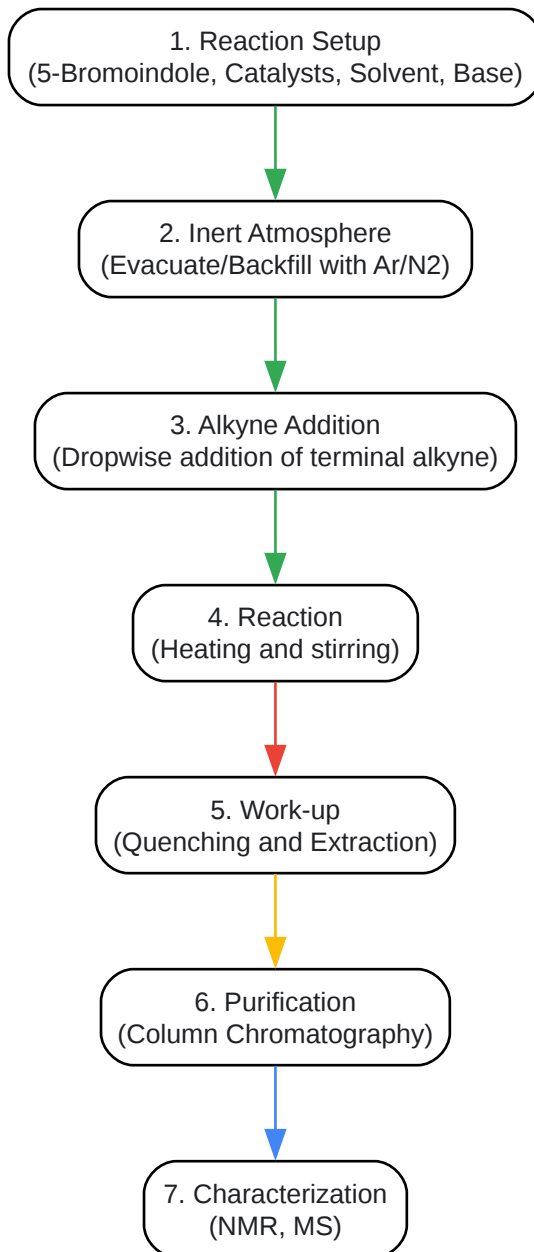 1. Reaction Setup
(5-Bromoindole, Catalysts, Solvent, Base)
2. Inert Atmosphere
(Evacuate/Backfill with Ar/N2)
3. Alkyne Addition
(Dropwise addition of terminal alkyne)
4. Reaction
(Heating and stirring)
5. Work-up
(Quenching and Extraction)
6. Purification
(Column Chromatography)
7. Characterization
(NMR, MS)